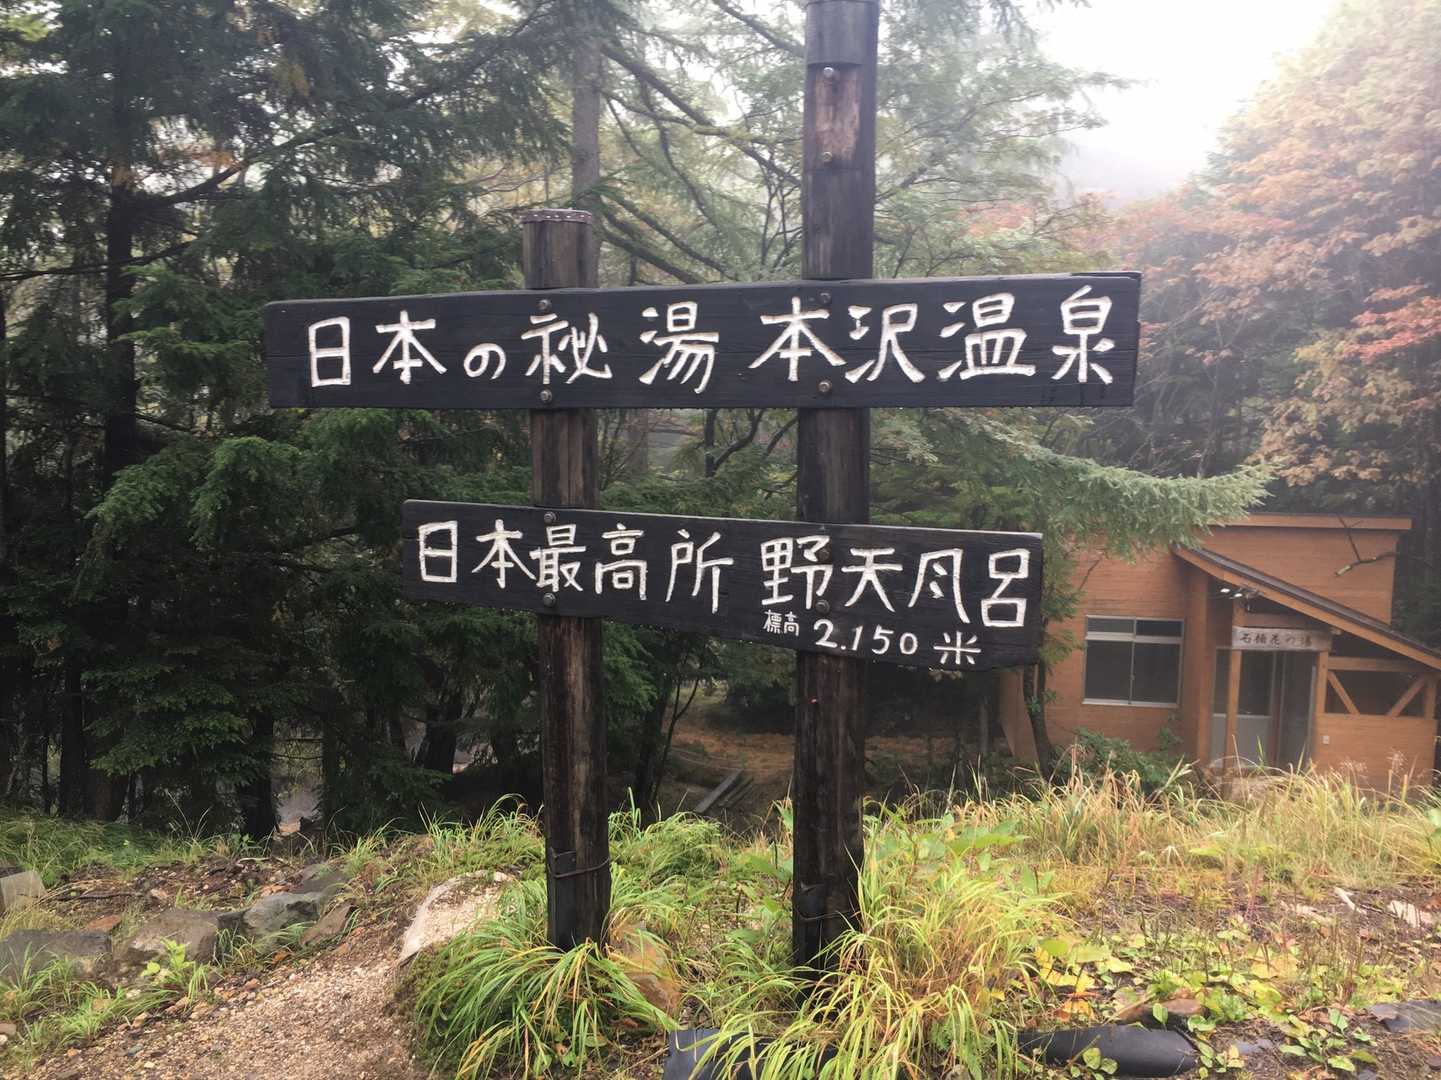 日本の秘湯 本沢温泉
日本最高所 野天風呂
標高 2.150 米
石楠花の湯